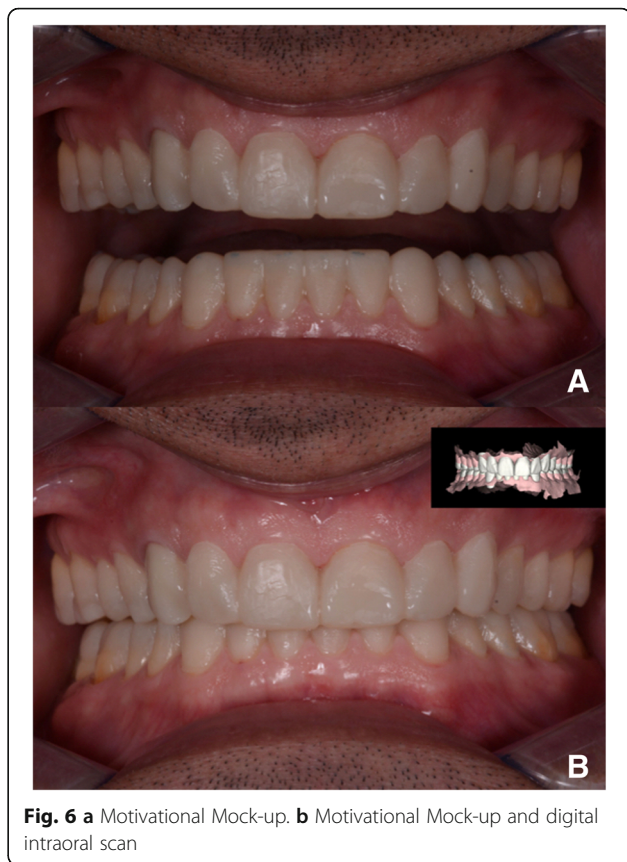 A
B
Fig. 6 a Motivational Mock-up. b Motivational Mock-up and digital
intraoral scan